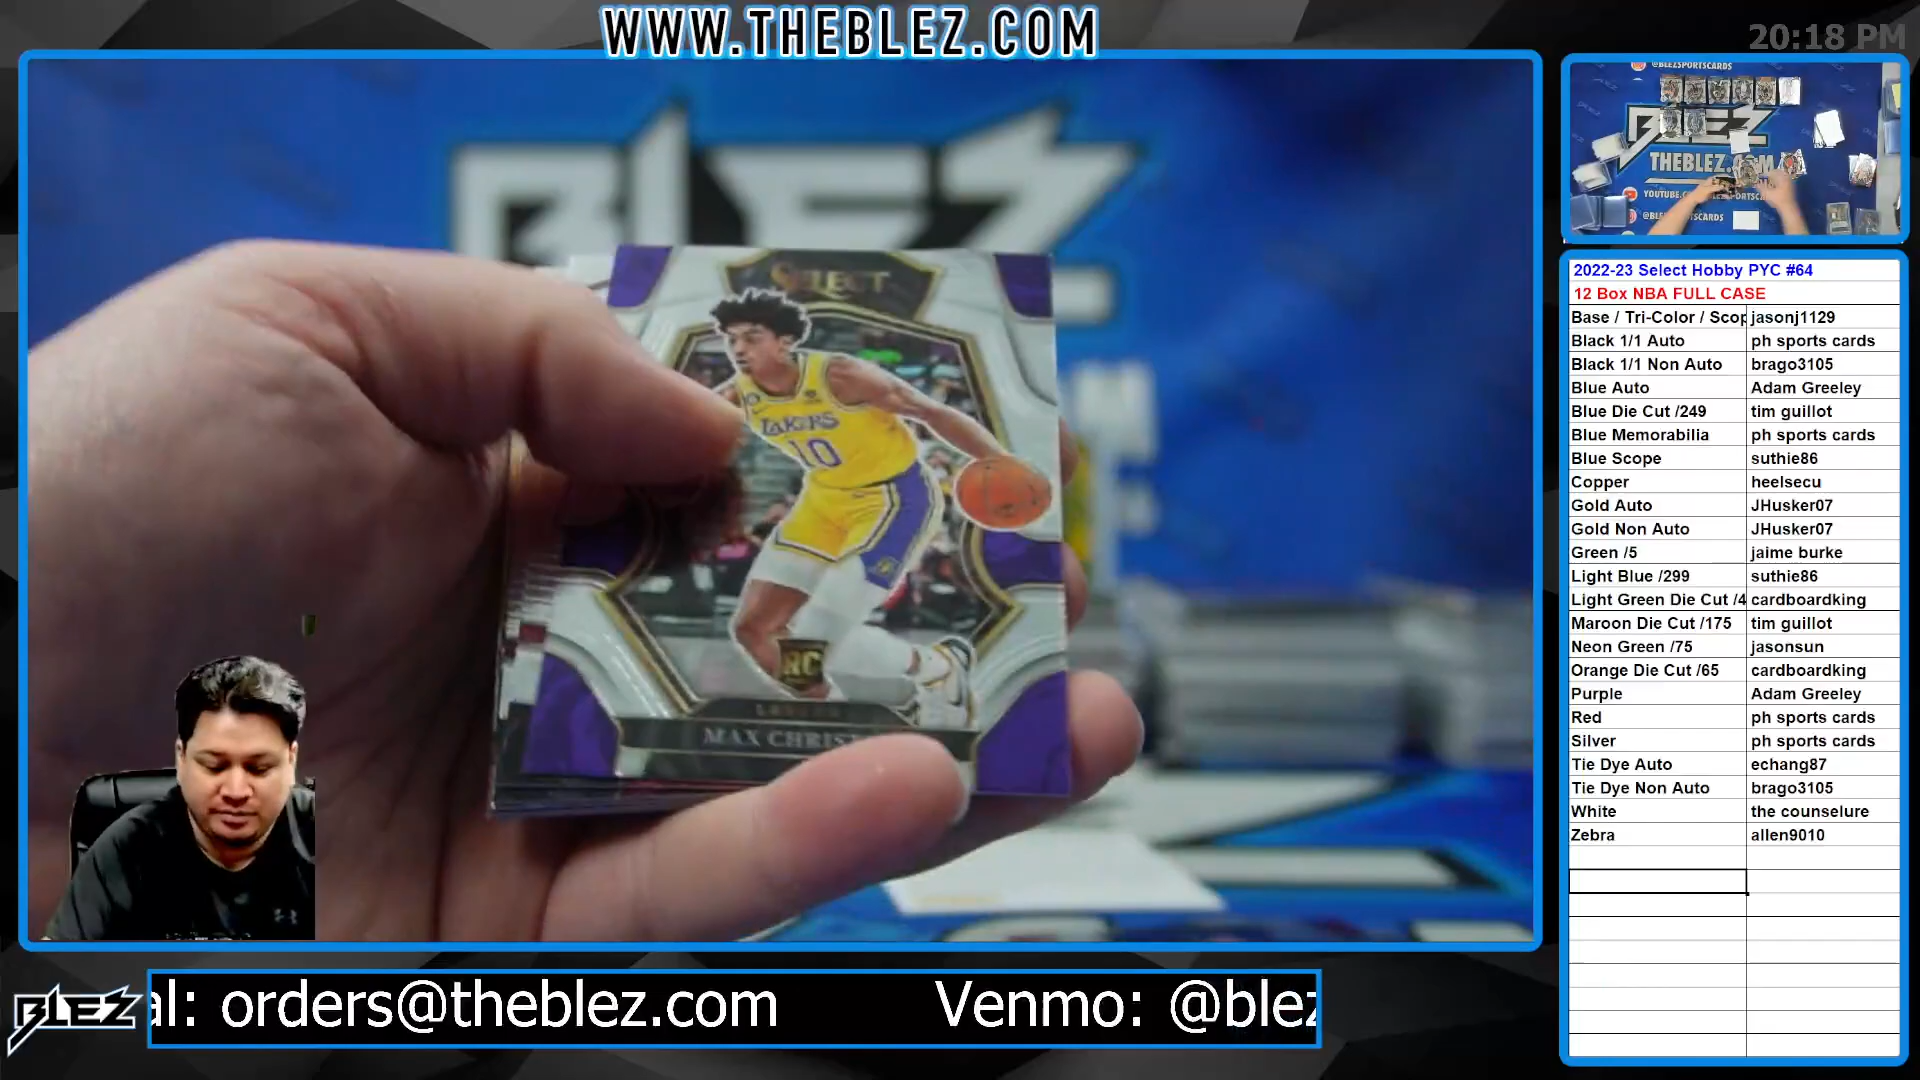 WWW.THEBLEZ.COM
20:18 PM
BLEZ
SELECT
LAKERS
10
RC
LAKERS
MAX CHRIST
@BLEZSPORTSCARDS
BLEZ
THEBLEZ.COM
@BLEZSPORTSCARDS
2022-23 Select Hobby PYC #64
12 Box NBA FULL CASE
Base / Tri-Color / Scop jasonj1129
Black 1/1 Auto ph sports cards
Black 1/1 Non Auto brago3105
Blue Auto Adam Greeley
Blue Die Cut /249 tim guillot
Blue Memorabilia ph sports cards
Blue Scope suthie86
Copper heelsecu
Gold Auto JHusker07
Gold Non Auto JHusker07
Green /5 jaime burke
Light Blue /299 suthie86
Light Green Die Cut /4 cardboardking
Maroon Die Cut /175 tim guillot
Neon Green /75 jasonsun
Orange Die Cut /65 cardboardking
Purple Adam Greeley
Red ph sports cards
Silver ph sports cards
Tie Dye Auto echang87
Tie Dye Non Auto brago3105
White the counselure
Zebra allen9010
BLEZ
al: orders@theblez.com Venmo: @blez